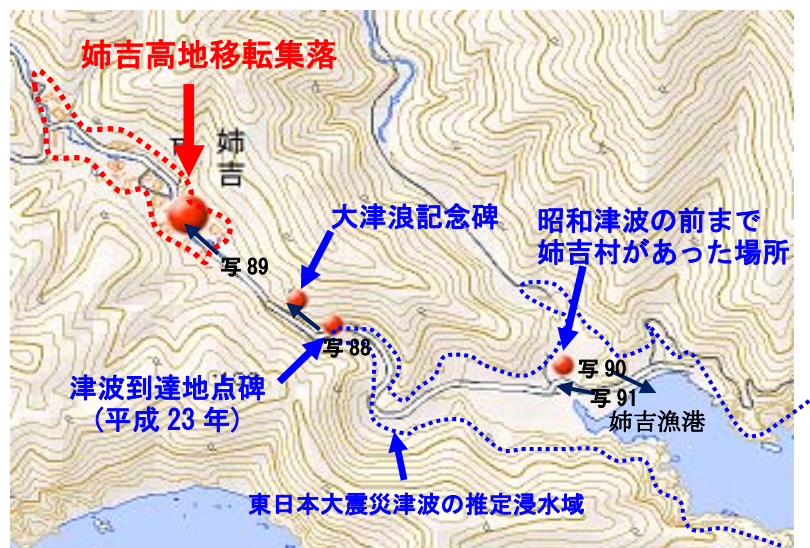 姉吉高地移転集落
姉吉
大津浪記念碑
昭和津波の前まで
姉吉村があった場所
写 89
写 88
津波到達地点碑
(平成 23 年)
写 90
写 91
姉吉漁港
東日本大震災津波の推定浸水域